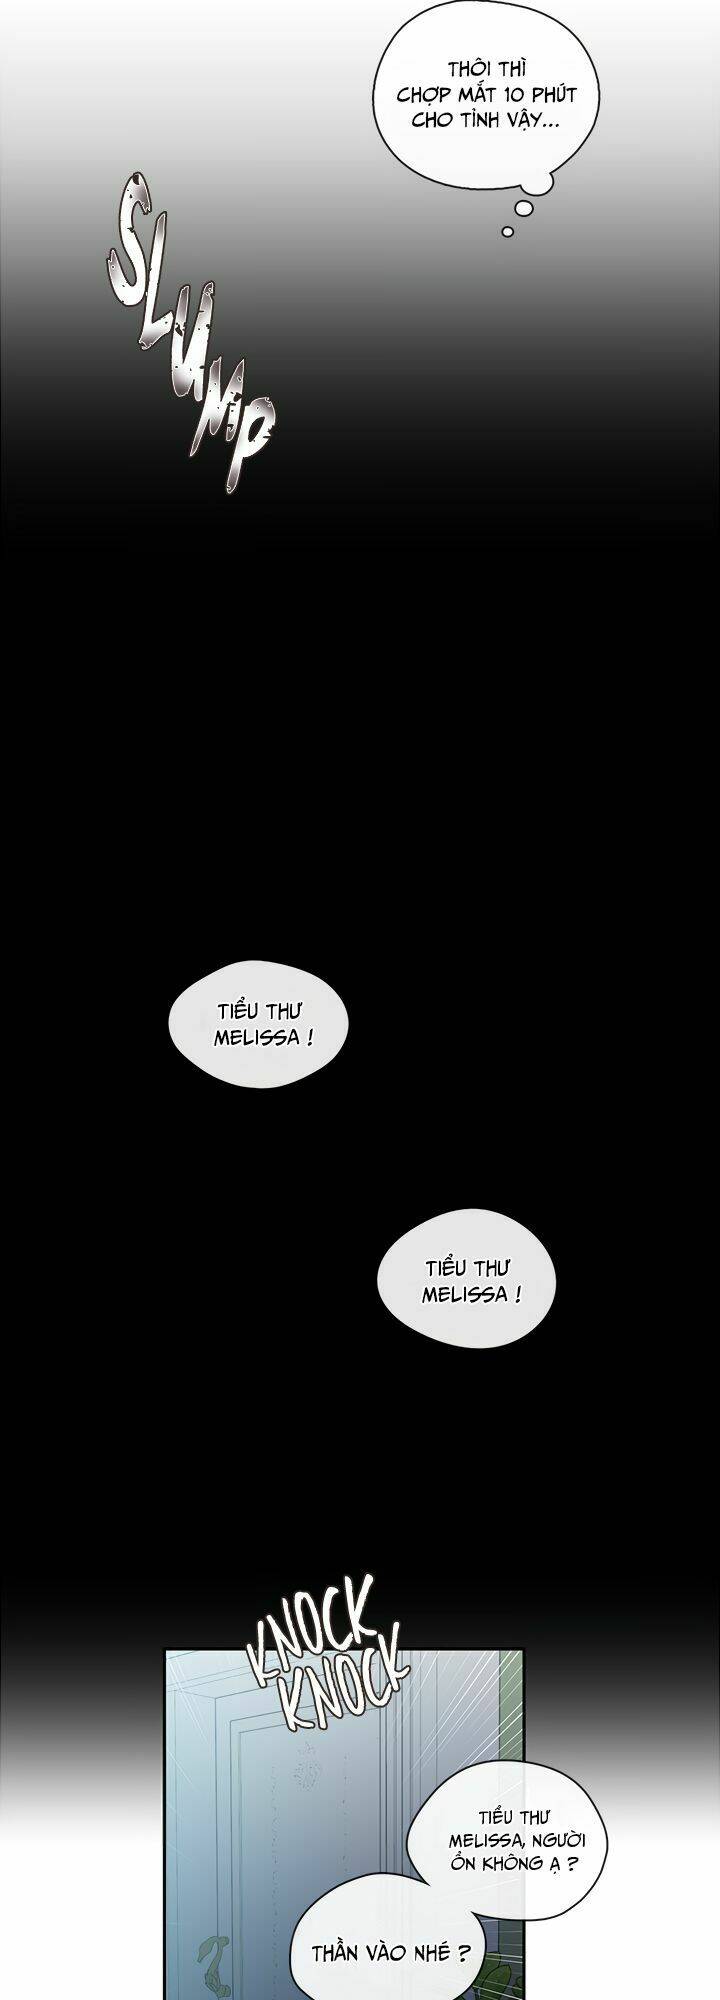 THÔI THÌ
CHỢP MẮT 10 PHÚT
CHO TỈNH VẬY...
SLUMP
TIỂU THƯ
MELISSA !
TIỂU THƯ
MELISSA !
KNOCK
KNOCK
TIỂU THƯ
MELISSA, NGƯỜI
ỔN KHÔNG Ạ ?
THẦN VÀO NHÉ ?